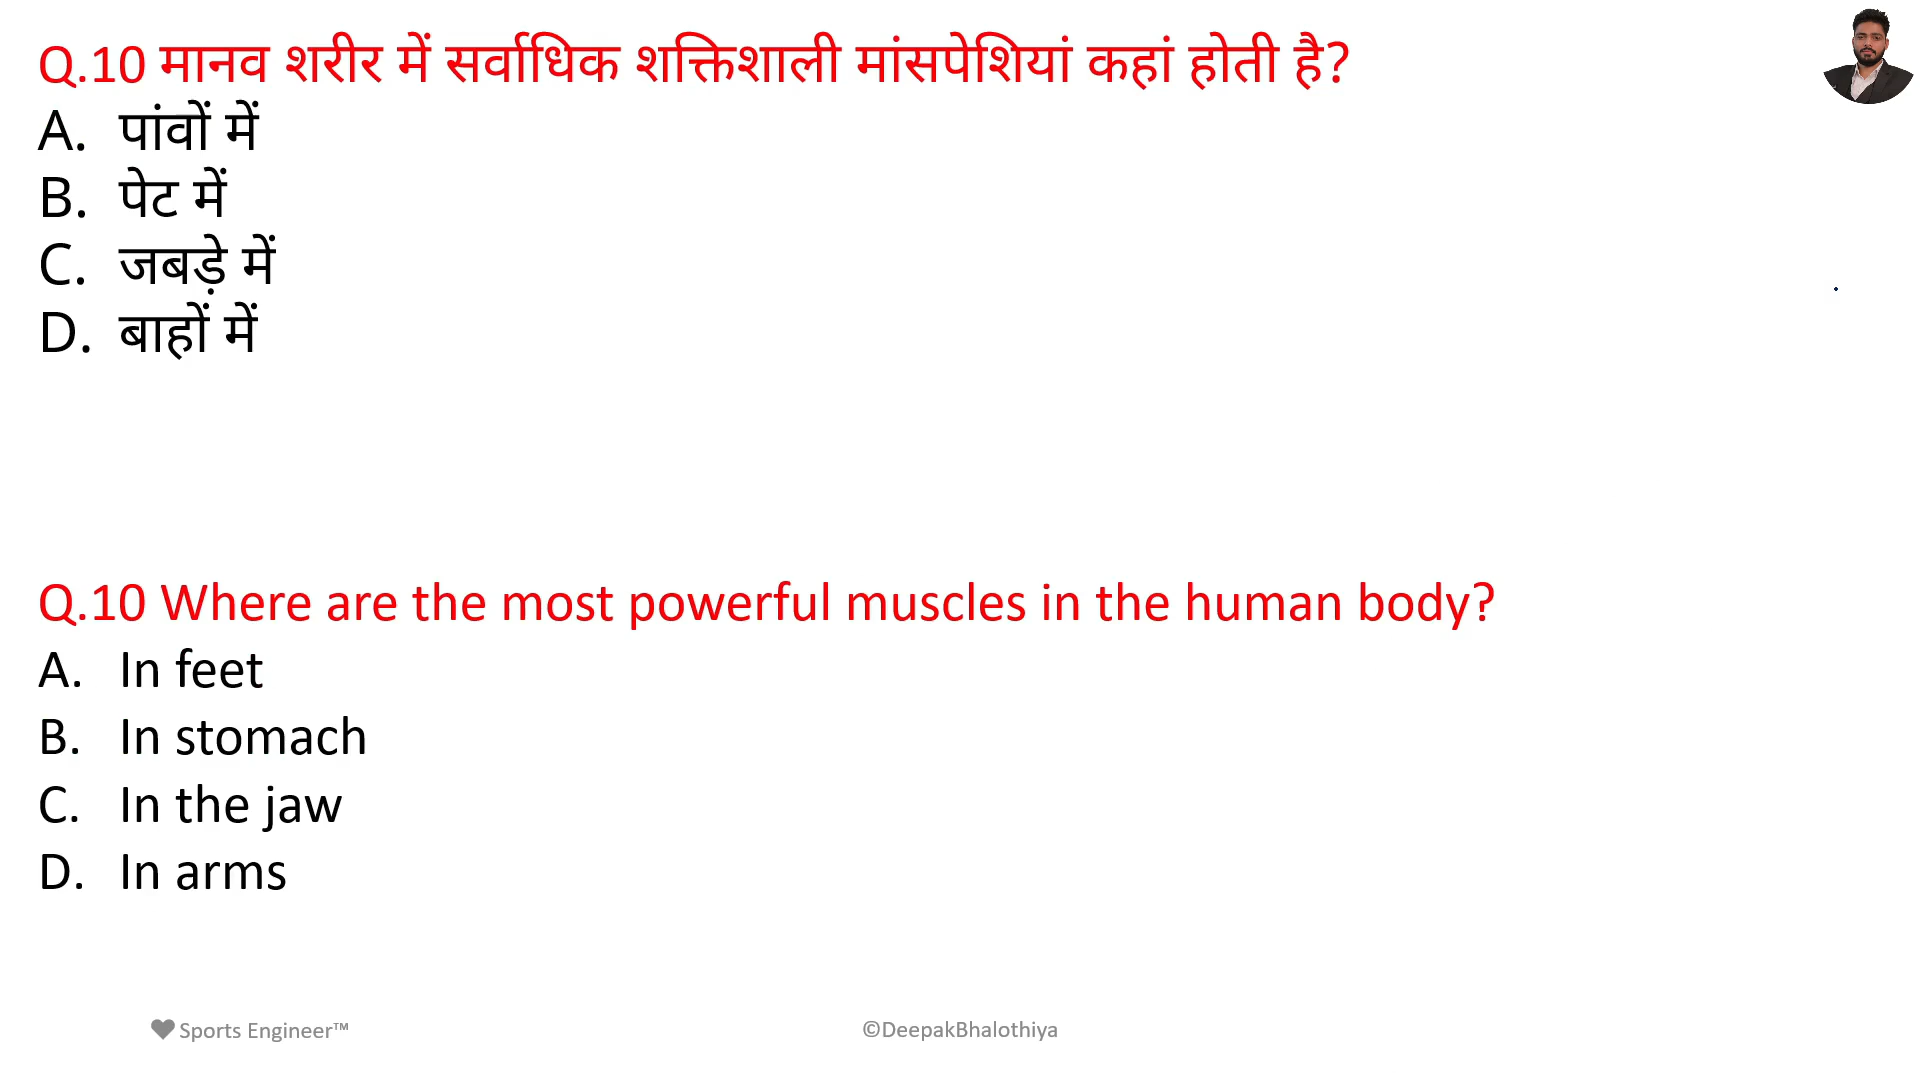 Q.10 मानव शरीर में सर्वाधिक शक्तिशाली मांसपेशियां कहां होती है?
A. पांवों में
B. पेट में
C. जबड़े में
D. बाहों में
Q.10 Where are the most powerful muscles in the human body?
A. In feet
B. In stomach
C. In the jaw
D. In arms
Sports Engineer™
©DeepakBhalothiya